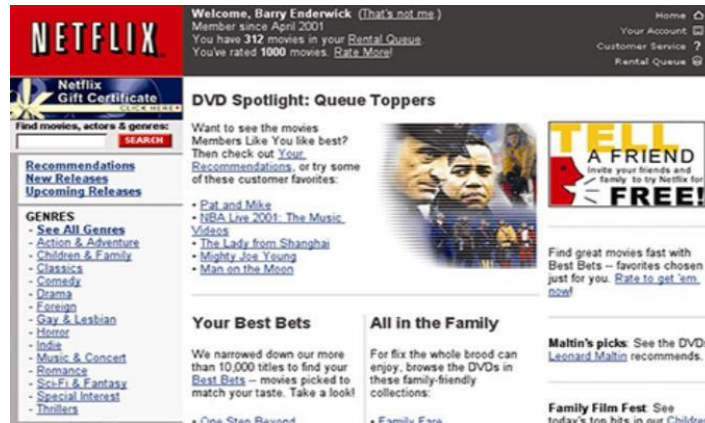 NETFLIX
Welcome, Barry Enderwick (That's not me.)
Member since April 2001
You have 312 movies in your Rental Queue.
You've rated 1000 movies. Rate More!
Home
Your Account
Customer Service ?
Rental Queue
Netflix
Gift Certificate
CLICK HERE
Find movies, actors & genres:
SEARCH
Recommendations
New Releases
Upcoming Releases
GENRES
- See All Genres
- Action & Adventure
- Children & Family
- Classics
- Comedy
- Drama
- Foreign
- Gay & Lesbian
- Horror
- Indie
- Music & Concert
- Romance
- Sci-Fi & Fantasy
- Special Interest
- Thrillers
DVD Spotlight: Queue Toppers
Want to see the movies
Members Like You like best?
Then check out Your
Recommendations, or try some
of these customer favorites:
• Pat and Mike
• NBA Live 2001: The Music
Videos
• The Lady from Shanghai
• Mighty Joe Young
• Man on the Moon
TELL
A FRIEND
Invite your friends and
family to try Netflix for
FREE!
Find great movies fast with
Best Bets -- favorites chosen
just for you. Rate to get 'em
now!
Your Best Bets
We narrowed down our more
than 10,000 titles to find your
Best Bets -- movies picked to
match your taste. Take a look!
• One Step Beyond
All in the Family
For flix the whole brood can
enjoy, browse the DVDs in
these family-friendly
collections:
• Family Fare
Maltin's picks: See the DVDs
Leonard Maltin recommends.
Family Film Fest: See
today's top hits in our Children